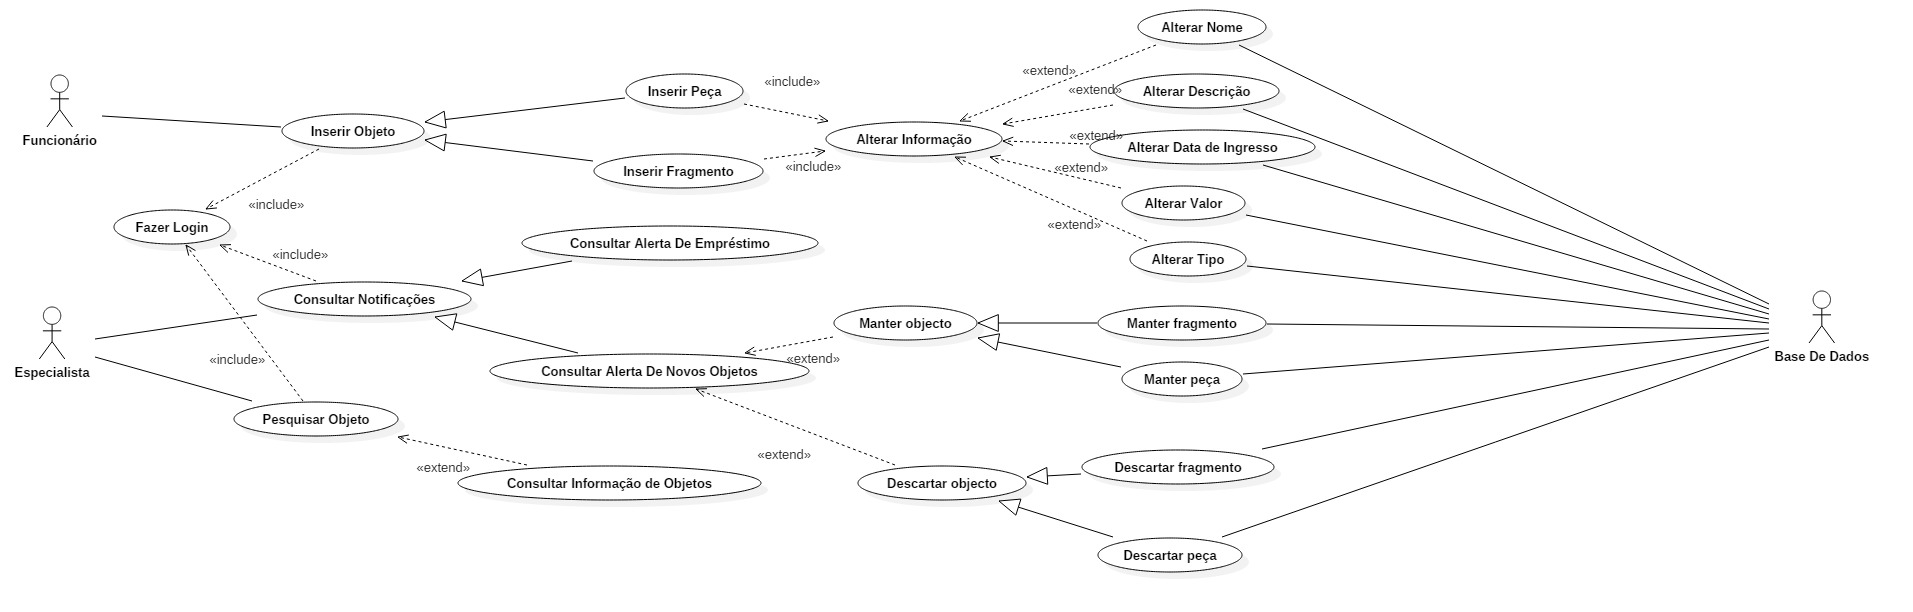 Alterar Nome
«extend»
«include»
Inserir Peça
«extend»
Alterar Descrição
Funcionário
Inserir Objeto
Alterar Informação
«extend»
Alterar Data de Ingresso
«include»
Inserir Fragmento
«extend»
«include»
Alterar Valor
Fazer Login
«extend»
«include»
Consultar Alerta De Empréstimo
Alterar Tipo
Consultar Notificações
Manter objecto
Manter fragmento
Base De Dados
«include»
«extend»
Especialista
Consultar Alerta De Novos Objetos
Manter peça
Pesquisar Objeto
«extend»
«extend»
Descartar fragmento
Consultar Informação de Objetos
Descartar objecto
Descartar peça